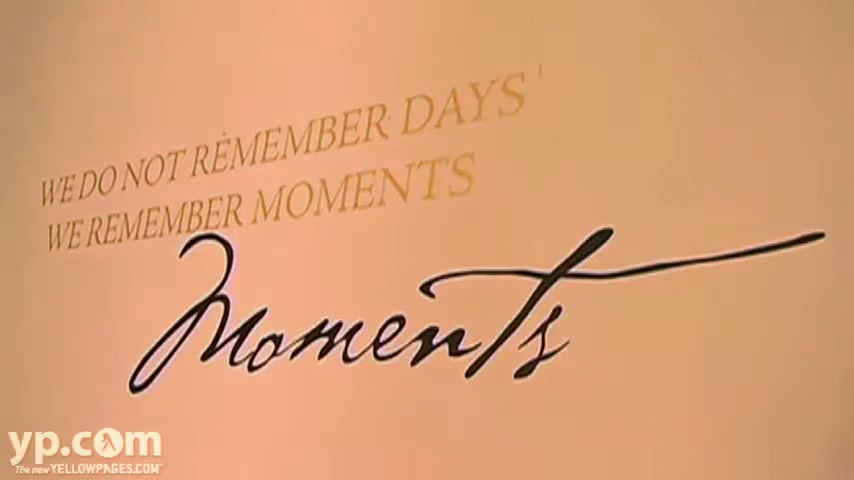 WE DO NOT REMEMBER DAYS
WE REMEMBER MOMENTS
Moments
yp.com
The new YELLOWPAGES.COM